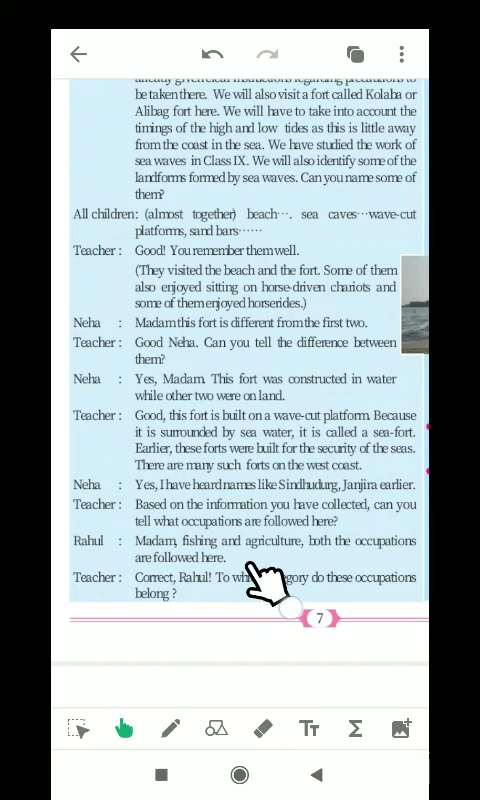 be taken there. We will also visit a fort called Kolaba or
Alibag fort here. We will have to take into account the
timings of the high and low tides as this is little away
from the coast in the sea. We have studied the work of
sea waves in Class IX. We will also identify some of the
landforms formed by sea waves. Can you name some of
them?
All children: (almost together) beach···. sea caves···wave-cut
platforms, sand bars······
Teacher : Good! You remember them well.
(They visited the beach and the fort. Some of them
also enjoyed sitting on horse-driven chariots and
some of them enjoyed horserides.)
Neha : Madam this fort is different from the first two.
Teacher : Good Neha. Can you tell the difference between
them?
Neha : Yes, Madam. This fort was constructed in water
while other two were on land.
Teacher : Good, this fort is built on a wave-cut platform. Because
it is surrounded by sea water, it is called a sea-fort.
Earlier, these forts were built for the security of the seas.
There are many such forts on the west coast.
Neha : Yes, I have heard names like Sindhudurg, Janjira earlier.
Teacher : Based on the information you have collected, can you
tell what occupations are followed here?
Rahul : Madam, fishing and agriculture, both the occupations
are followed here.
Teacher : Correct, Rahul! To do these occupations
belong ?
7
TT
Σ